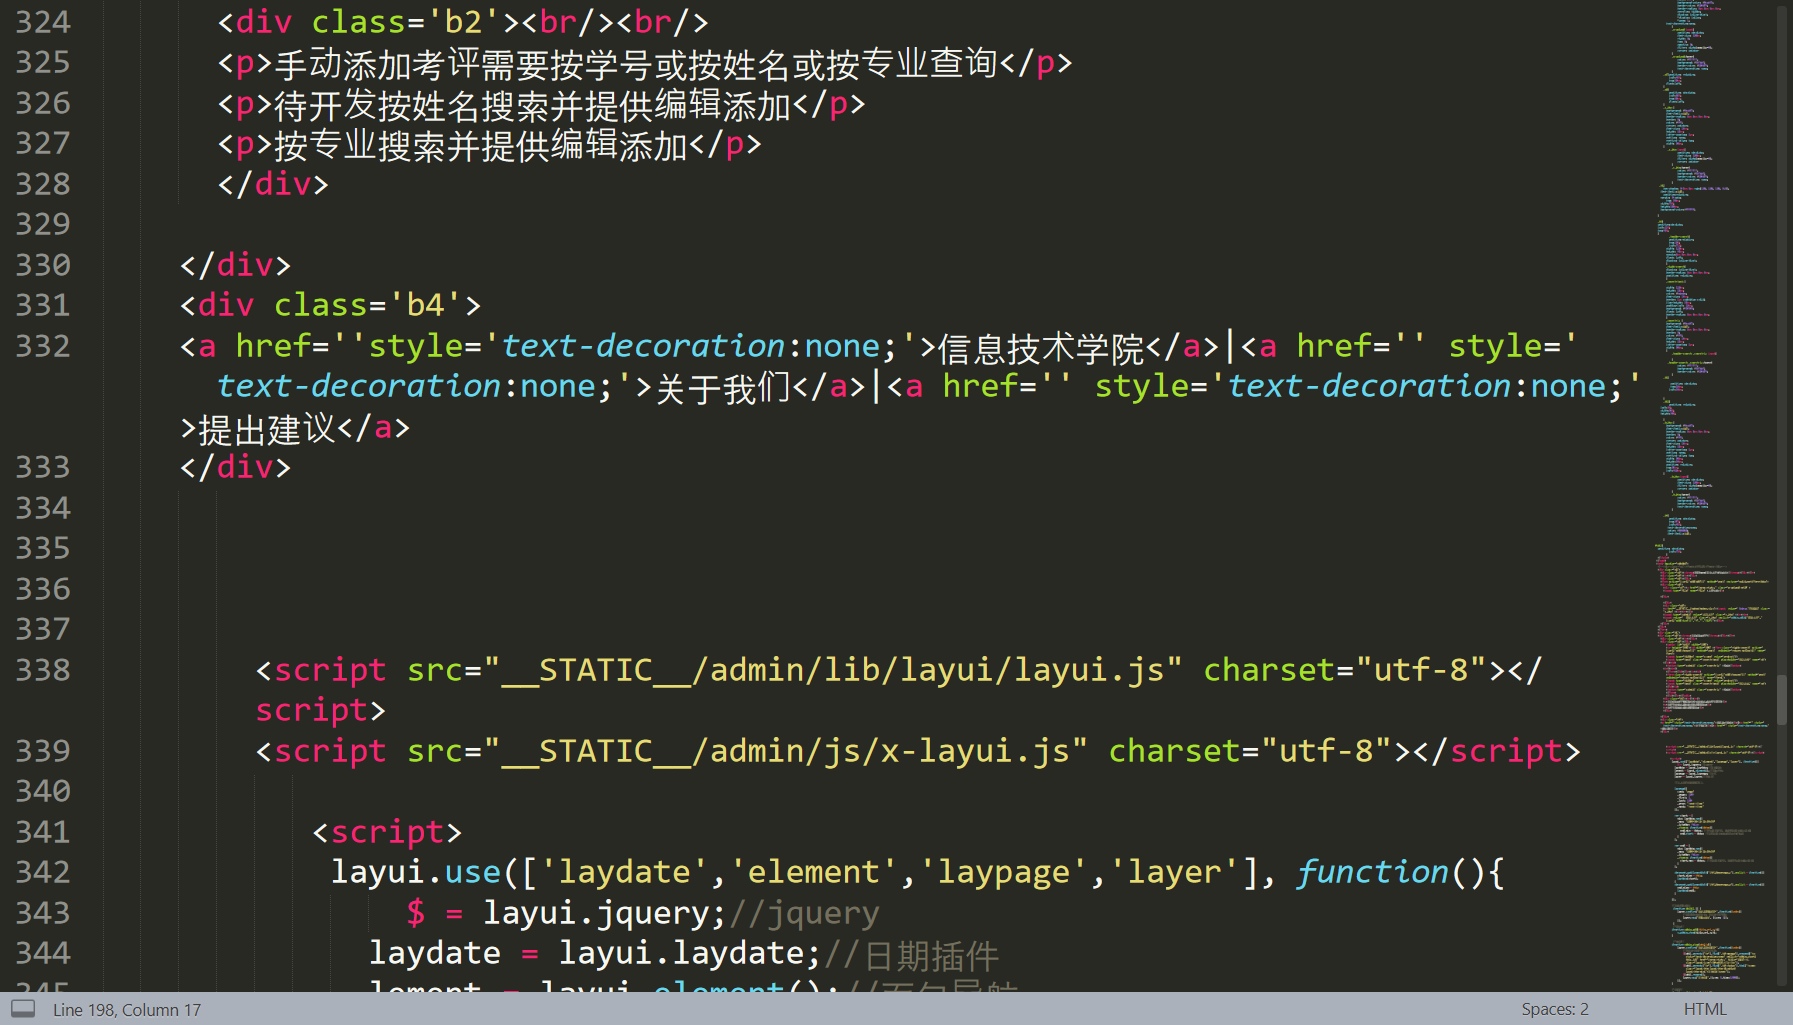 324 <div class='b2'><br/><br/>
325 <p>手动添加考评需要按学号或按姓名或按专业查询</p>
326 <p>待开发按姓名搜索并提供编辑添加</p>
327 <p>按专业搜索并提供编辑添加</p>
328 </div>
329
330 </div>
331 <div class='b4'>
332 <a href=''style='text-decoration:none;'>信息技术学院</a>|<a href='' style='
text-decoration:none;'>关于我们</a>|<a href='' style='text-decoration:none;'
>提出建议</a>
333 </div>
334
335
336
337
338 <script src="__STATIC__/admin/lib/layui/layui.js" charset="utf-8"></
script>
339 <script src="__STATIC__/admin/js/x-layui.js" charset="utf-8"></script>
340
341 <script>
342 layui.use(['laydate','element','laypage','layer'], function(){
343 $ = layui.jquery;//jquery
344 laydate = layui.laydate;//日期插件
345 lement = layui.element();//面包导航
Line 198, Column 17
Spaces: 2
HTML